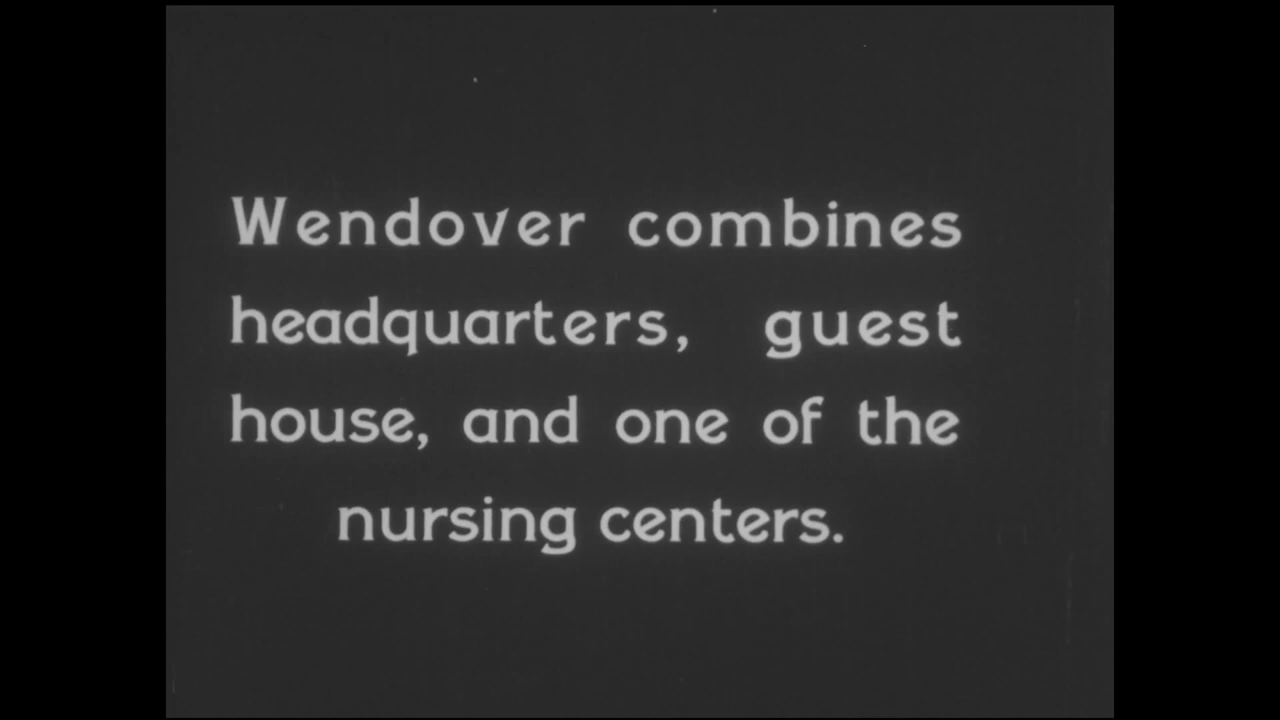 Wendover combines
headquarters, guest
house, and one of the
nursing centers.